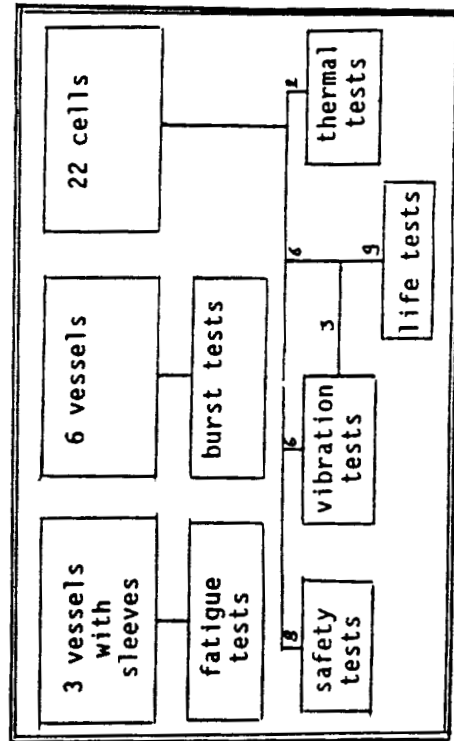 3 vessels
with
sleeves
6 vessels
22 cells
fatigue
tests
burst tests
8
6
6
2
safety
tests
vibration
tests
3
9
life tests
thermal
tests